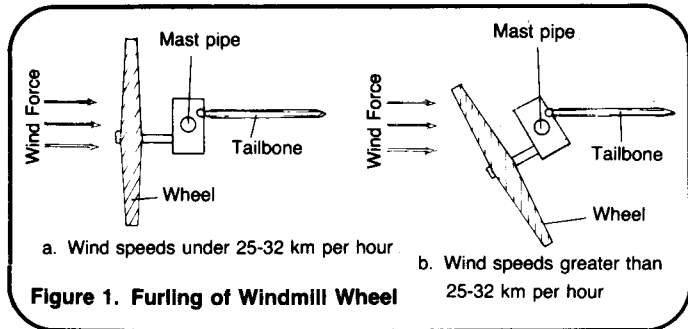 Mast pipe
Wind Force
Tailbone
Wheel
a. Wind speeds under 25-32 km per hour
Mast pipe
Wind Force
Tailbone
Wheel
b. Wind speeds greater than
25-32 km per hour
Figure 1. Furling of Windmill Wheel